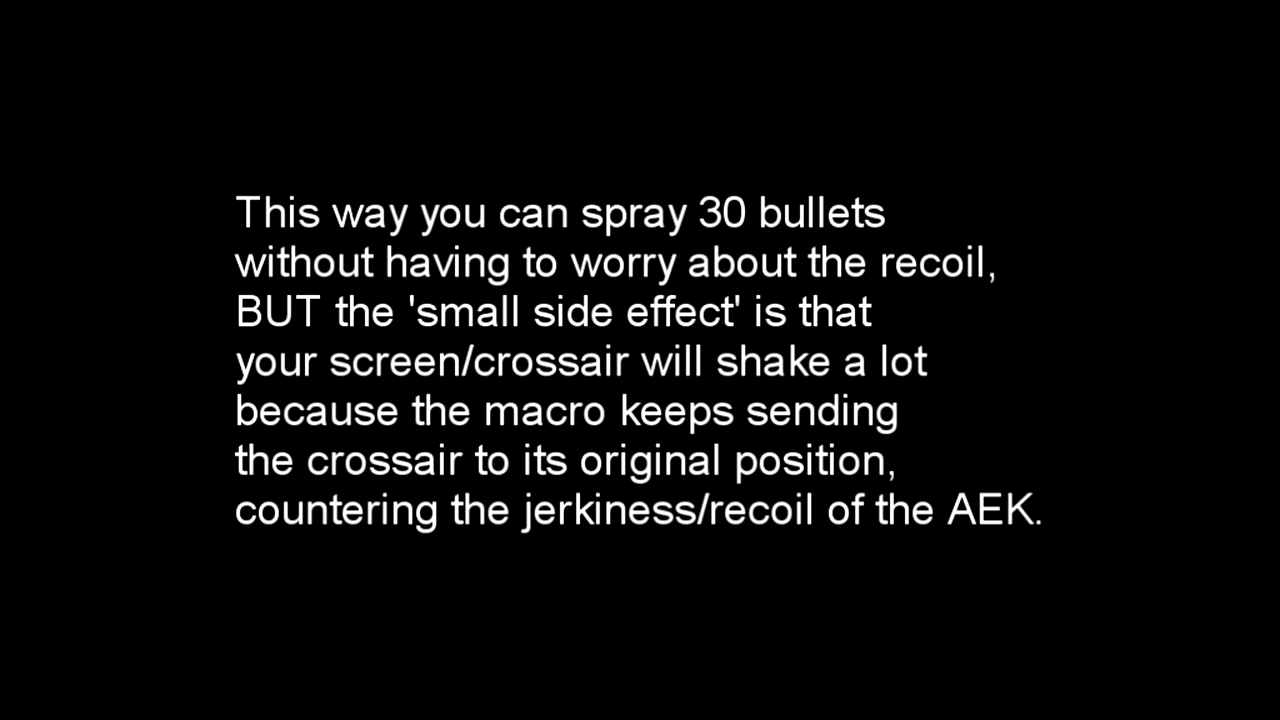 This way you can spray 30 bullets
without having to worry about the recoil,
BUT the 'small side effect' is that
your screen/crossair will shake a lot
because the macro keeps sending
the crossair to its original position,
countering the jerkiness/recoil of the AEK.